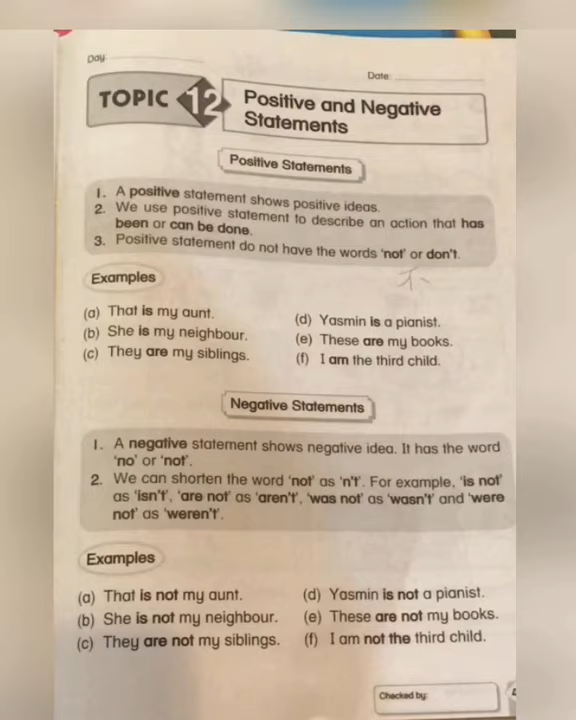 Day:
Date:
TOPIC 12
Positive and Negative
Statements
Positive Statements
1. A positive statement shows positive ideas.
2. We use positive statement to describe an action that has
been or can be done.
3. Positive statement do not have the words 'not' or don't.
不
Examples
(a) That is my aunt.
(b) She is my neighbour.
(c) They are my siblings.
(d) Yasmin is a pianist.
(e) These are my books.
(f) I am the third child.
Negative Statements
1. A negative statement shows negative idea. It has the word
'no' or 'not'.
2. We can shorten the word 'not' as 'n't'. For example, 'is not'
as 'isn't', 'are not' as 'aren't', 'was not' as 'wasn't' and 'were
not' as 'weren't'.
Examples
(a) That is not my aunt.
(b) She is not my neighbour.
(c) They are not my siblings.
(d) Yasmin is not a pianist.
(e) These are not my books.
(f) I am not the third child.
Checked by: